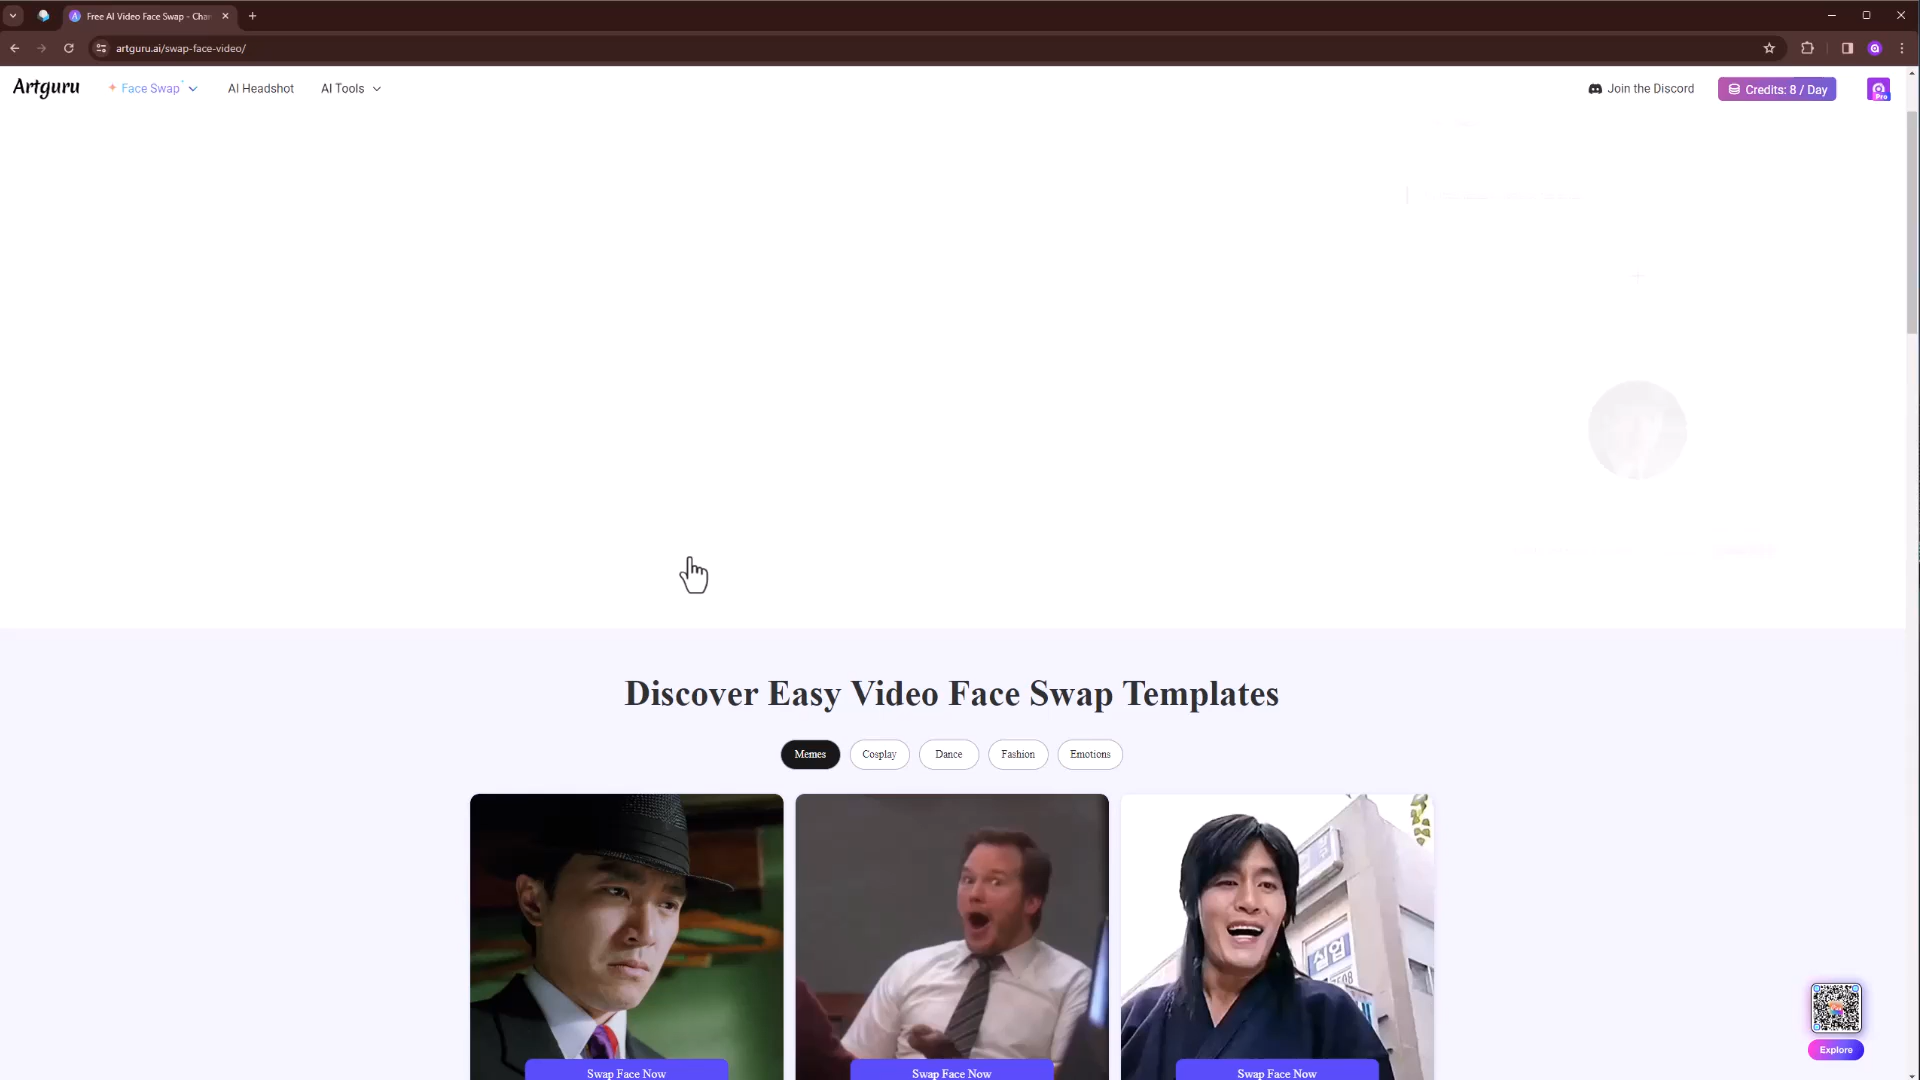 Free AI Video Face Swap - Cha
artguru.ai/swap-face-video/
Artguru
Face Swap
AI Headshot
AI Tools
Join the Discord
Credits: 8 / Day
Pro
Discover Easy Video Face Swap Templates
Memes
Cosplay
Dance
Fashion
Emotions
Swap Face Now
Swap Face Now
Swap Face Now
Explore